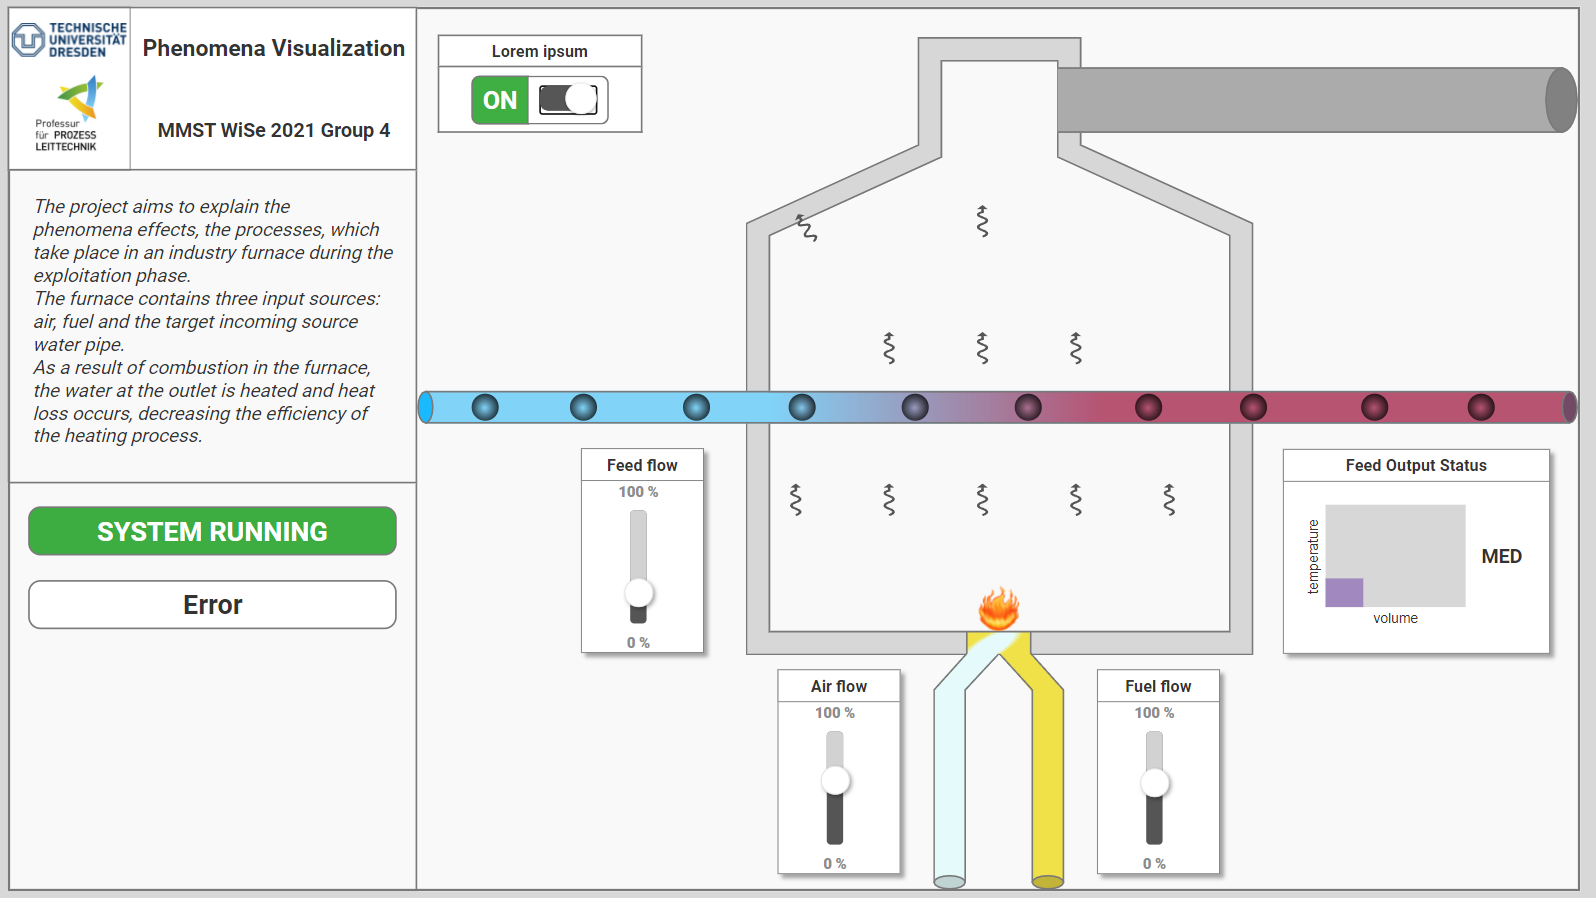 TECHNISCHE
UNIVERSITÄT
DRESDEN
Professur
für PROZESS
LEITTECHNIK
Phenomena Visualization
MMST WiSe 2021 Group 4
The project aims to explain the
phenomena effects, the processes, which
take place in an industry furnace during the
exploitation phase.
The furnace contains three input sources:
air, fuel and the target incoming source
water pipe.
As a result of combustion in the furnace,
the water at the outlet is heated and heat
loss occurs, decreasing the efficiency of
the heating process.
SYSTEM RUNNING
Error
Lorem ipsum
ON
Feed flow
100 %
0 %
Air flow
100 %
0 %
Fuel flow
100 %
0 %
Feed Output Status
temperature
MED
volume